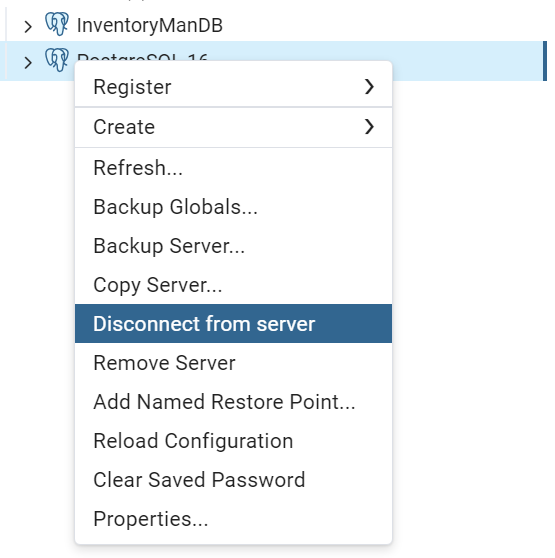 InventoryManDB
PostgreSQL 16
Register
Create
Refresh...
Backup Globals...
Backup Server...
Copy Server...
Disconnect from server
Remove Server
Add Named Restore Point...
Reload Configuration
Clear Saved Password
Properties...